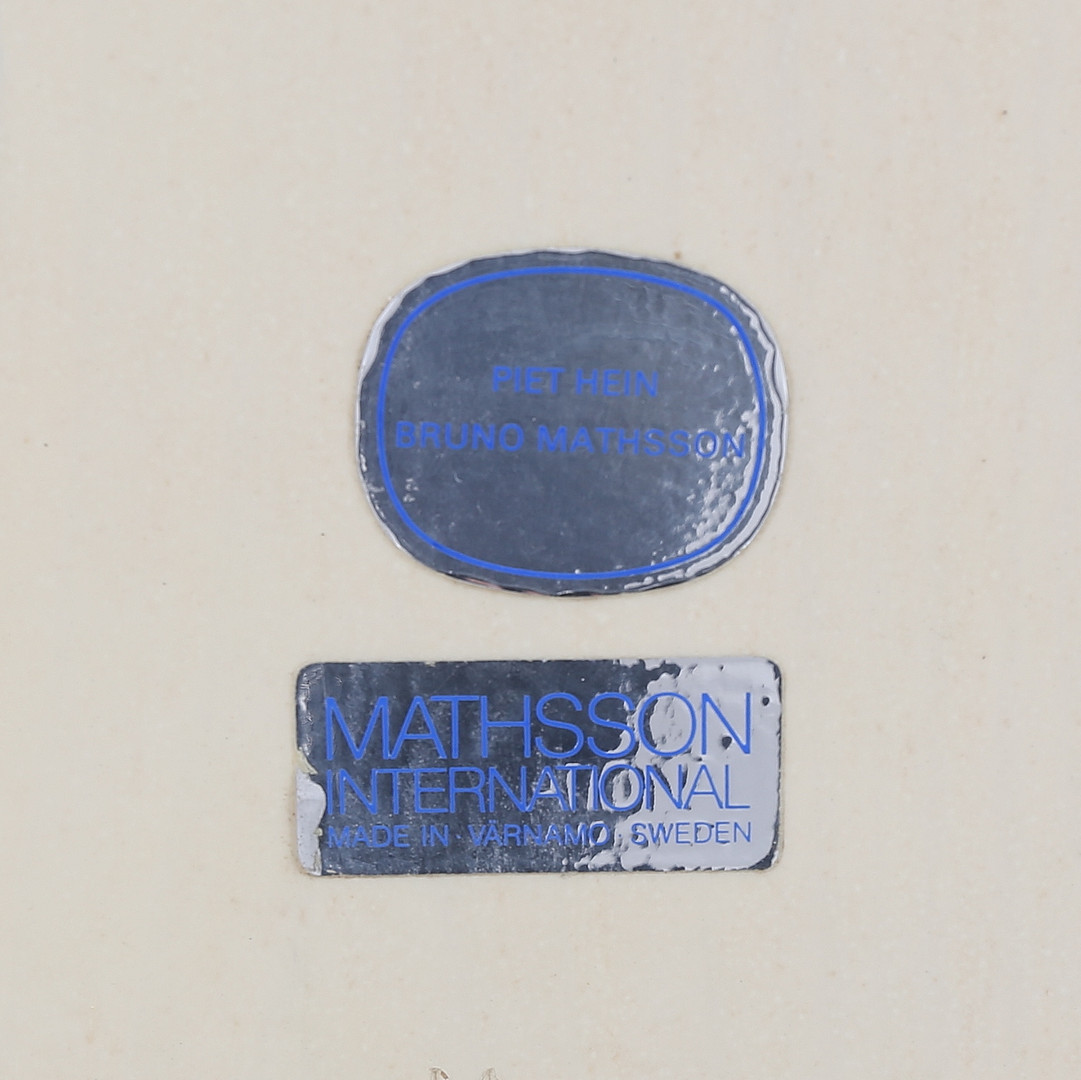 PIET HEIN
BRUNO MATHSSON
MATHSSON
INTERNATIONAL
MADE IN · VÄRNAMO · SWEDEN